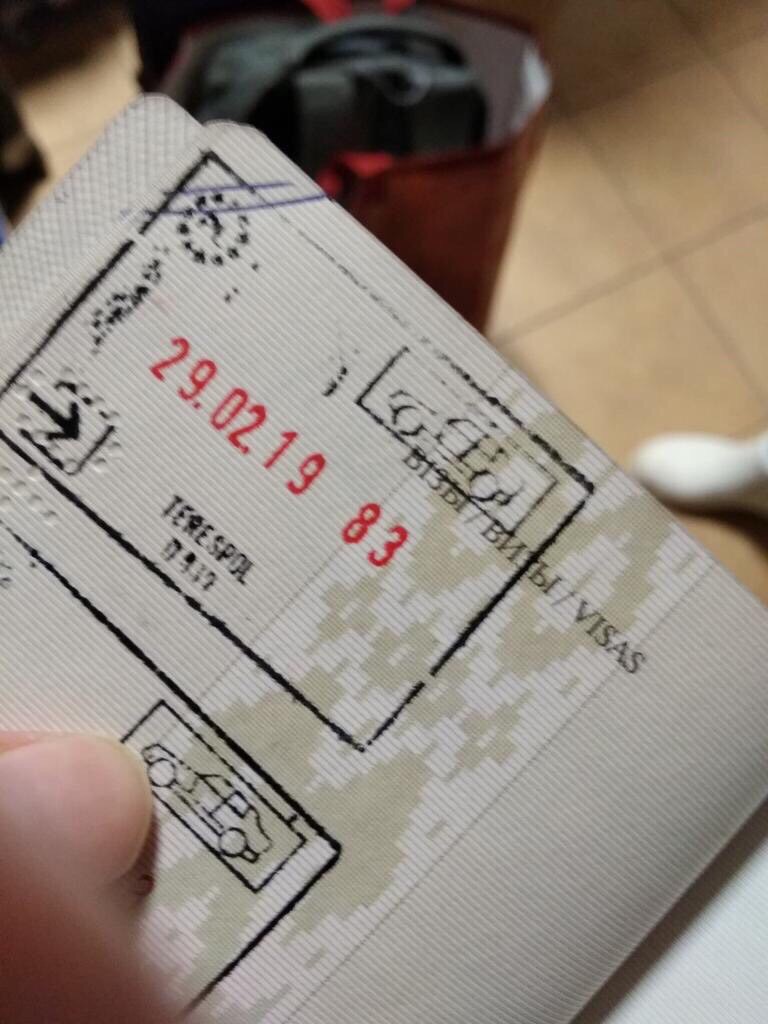 29.02.19 83
TERESPOL
ВІЗЫ / ВИЗЫ / VISAS